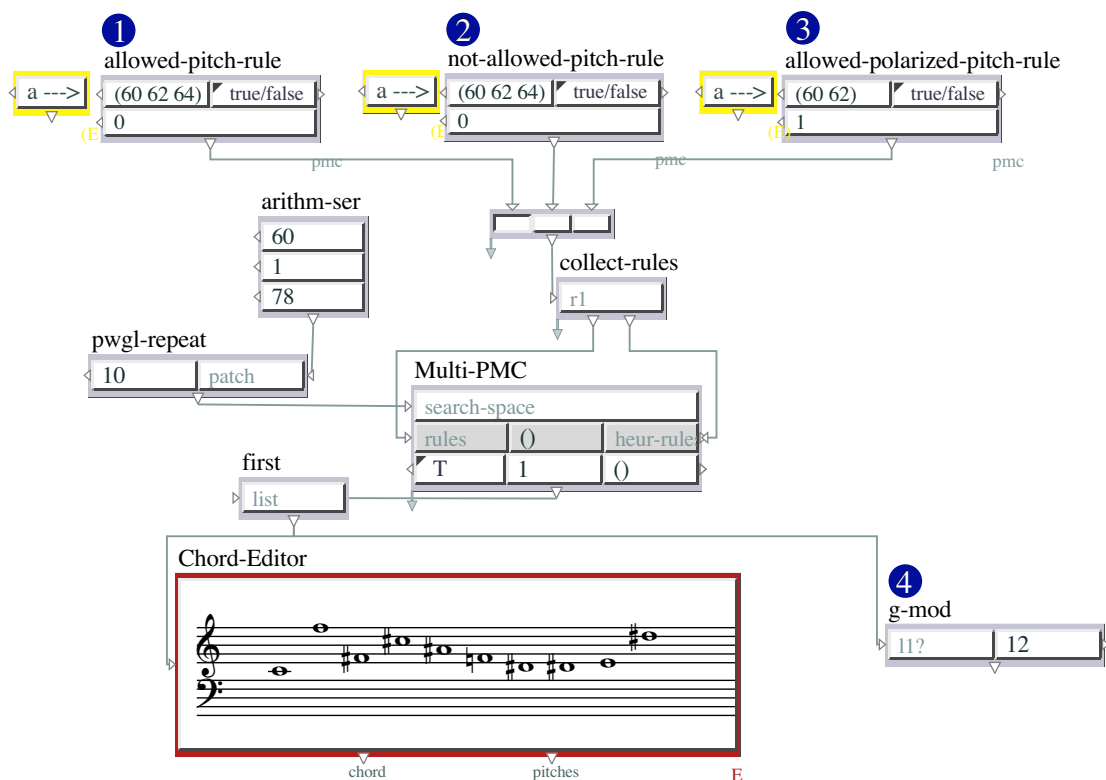 1 2 3
allowed-pitch-rule not-allowed-pitch-rule allowed-polarized-pitch-rule
a ---> (60 62 64) true/false a ---> (60 62 64) true/false a ---> (60 62) true/false
(E 0 (E 0 (E) 1
pmc pmc pmc
arithm-ser
60
1
78
collect-rules
r1
pwgl-repeat
10 patch
Multi-PMC
search-space
rules () heur-rules
T 1 ()
first
list
Chord-Editor
4
g-mod
l1? 12
chord pitches E